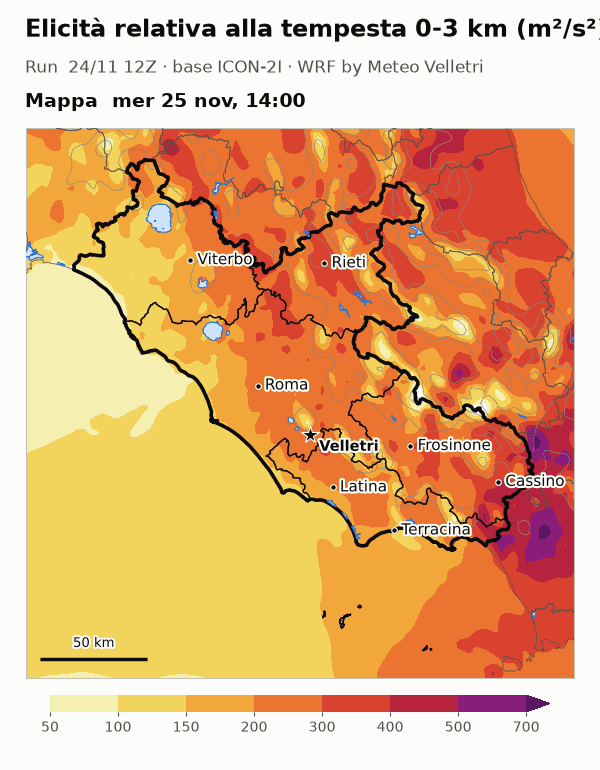 Elicità relativa alla tempesta 0-3 km (m²/s²)
Run 24/11 12Z · base ICON-2I · WRF by Meteo Velletri
Mappa mer 25 nov, 14:00
Viterbo
Rieti
Roma
Velletri
Frosinone
Cassino
Latina
Terracina
50 km
50 100 150 200 300 400 500 700